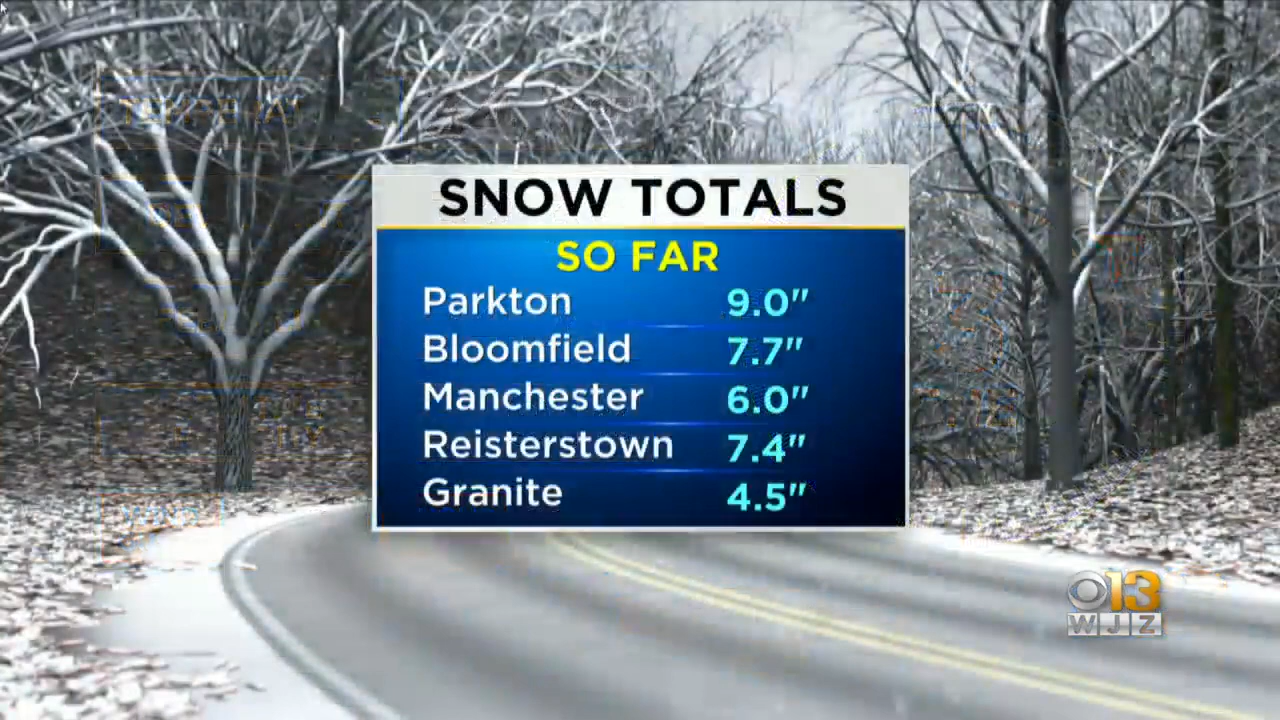 SNOW TOTALS
SO FAR
Parkton 9.0"
Bloomfield 7.7"
Manchester 6.0"
Reisterstown 7.4"
Granite 4.5"
13
WJZ